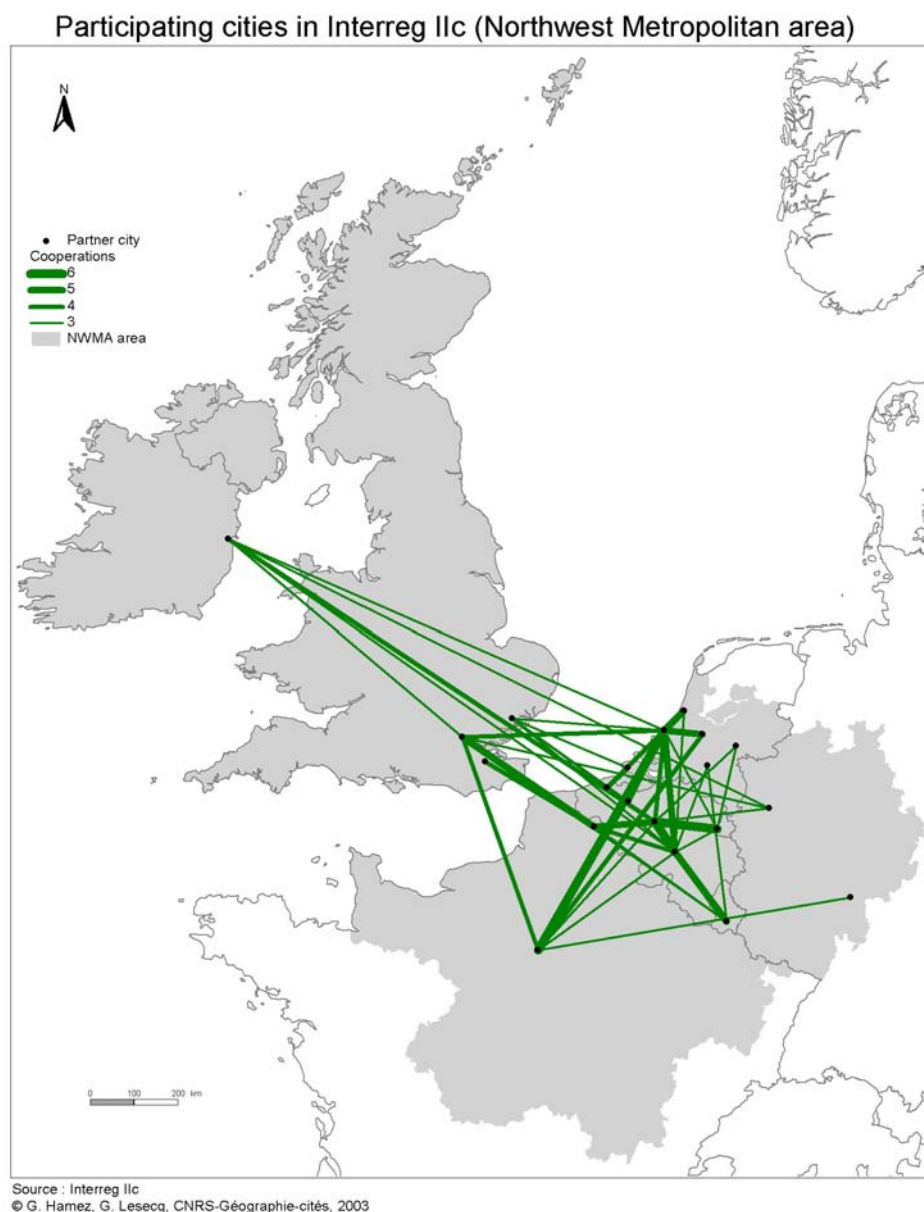 Participating cities in Interreg IIc (Northwest Metropolitan area)
N
Partner city
Cooperations
6
5
4
3
NWMA area
0 100 200 km
Source : Interreg IIc
© G. Hamez, G. Lesecq, CNRS-Géographie-cités, 2003